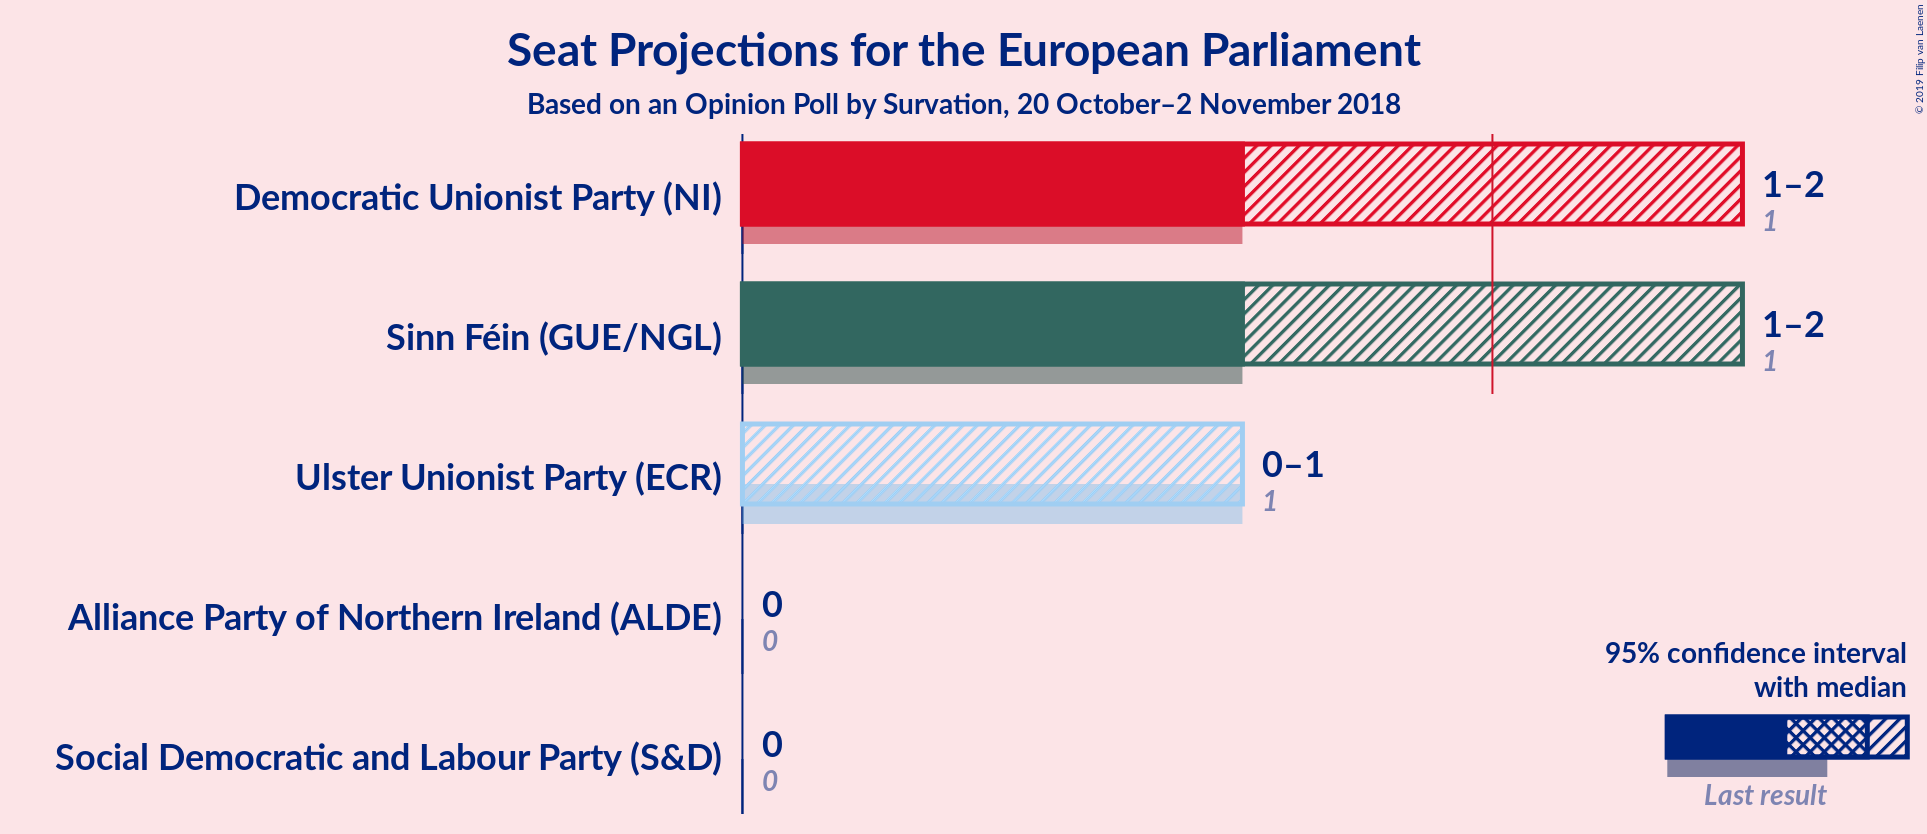 Seat Projections for the European Parliament
Based on an Opinion Poll by Survation, 20 October–2 November 2018
© 2019 Filip van Laenen
Democratic Unionist Party (NI)
1–2
1
Sinn Féin (GUE/NGL)
1–2
1
Ulster Unionist Party (ECR)
0–1
1
Alliance Party of Northern Ireland (ALDE)
0
0
Social Democratic and Labour Party (S&D)
0
0
95% confidence interval
with median
Last result